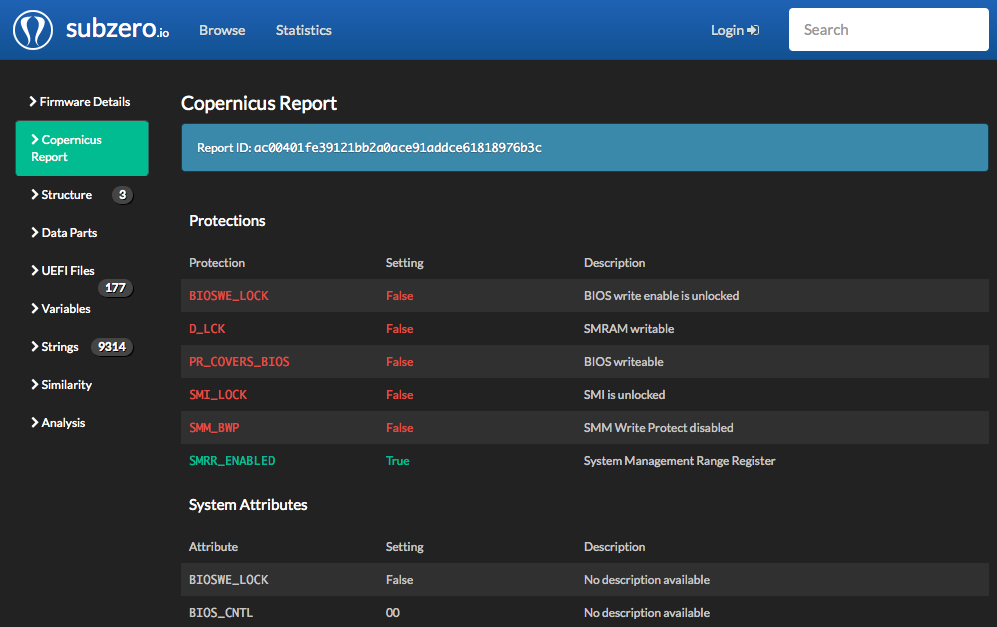 subzero.io Browse Statistics Login Search
Firmware Details
Copernicus
Report
Structure 3
Data Parts
UEFI Files
177
Variables
Strings 9314
Similarity
Analysis
Copernicus Report
Report ID: ac00401fe39121bb2a0ace91addce61818976b3c
Protections
Protection Setting Description
BIOSWE_LOCK False BIOS write enable is unlocked
D_LCK False SMRAM writable
PR_COVERS_BIOS False BIOS writeable
SMI_LOCK False SMI is unlocked
SMM_BWP False SMM Write Protect disabled
SMRR_ENABLED True System Management Range Register
System Attributes
Attribute Setting Description
BIOSWE_LOCK False No description available
BIOS_CNTL 00 No description available